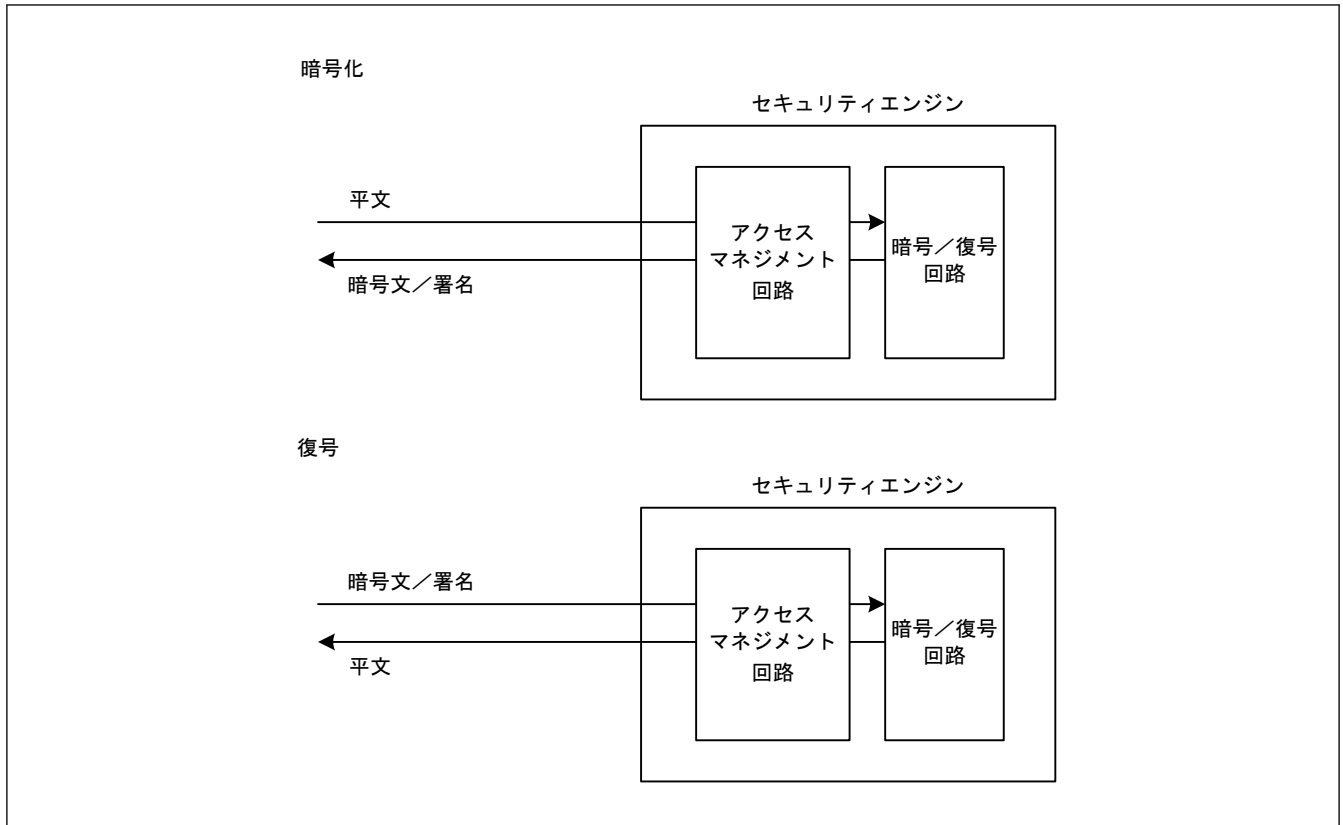 暗号化
セキュリティエンジン
平文
暗号文／署名
アクセス
マネジメント
回路
暗号／復号
回路
復号
セキュリティエンジン
暗号文／署名
平文
アクセス
マネジメント
回路
暗号／復号
回路